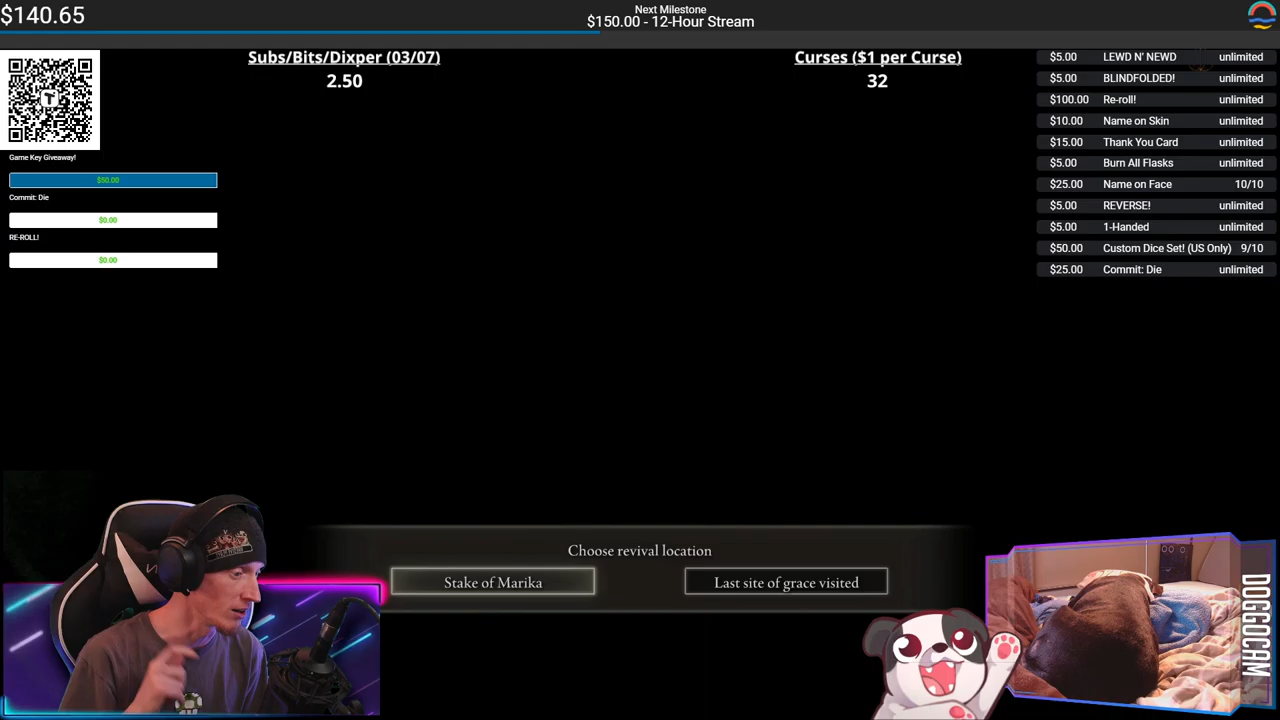 $140.65
Next Milestone
$150.00 - 12-Hour Stream
Subs/Bits/Dixper (03/07)
2.50
Curses ($1 per Curse)
32
Game Key Giveaway!
$50.00
Commit: Die
$0.00
RE-ROLL!
$0.00
$5.00 LEWD N' NEWD unlimited
$5.00 BLINDFOLDED! unlimited
$100.00 Re-roll! unlimited
$10.00 Name on Skin unlimited
$15.00 Thank You Card unlimited
$5.00 Burn All Flasks unlimited
$25.00 Name on Face 10/10
$5.00 REVERSE! unlimited
$5.00 1-Handed unlimited
$50.00 Custom Dice Set! (US Only) 9/10
$25.00 Commit: Die unlimited
Choose revival location
Stake of Marika
Last site of grace visited
DOGGOCAM